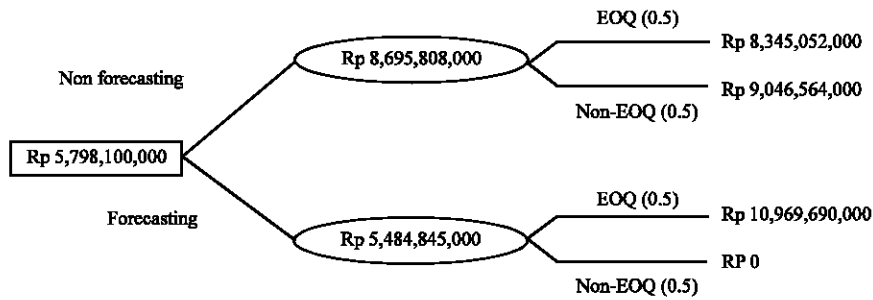 EOQ (0.5)
Rp 8,345,052,000
Rp 8,695,808,000
Non forecasting
Rp 9,046,564,000
Non-EOQ (0.5)
Rp 5,798,100,000
EOQ (0.5)
Forecasting
Rp 10,969,690,000
Rp 5,484,845,000
RP 0
Non-EOQ (0.5)